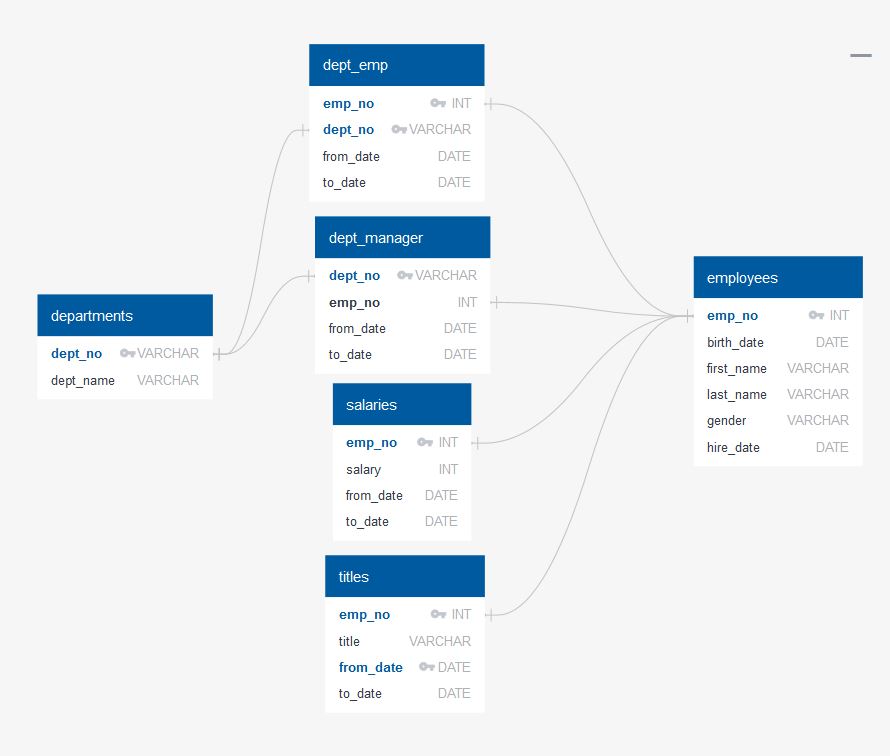 dept_emp
emp_no INT
dept_no VARCHAR
from_date DATE
to_date DATE
dept_manager
dept_no VARCHAR
emp_no INT
from_date DATE
to_date DATE
departments
dept_no VARCHAR
dept_name VARCHAR
salaries
emp_no INT
salary INT
from_date DATE
to_date DATE
titles
emp_no INT
title VARCHAR
from_date DATE
to_date DATE
employees
emp_no INT
birth_date DATE
first_name VARCHAR
last_name VARCHAR
gender VARCHAR
hire_date DATE